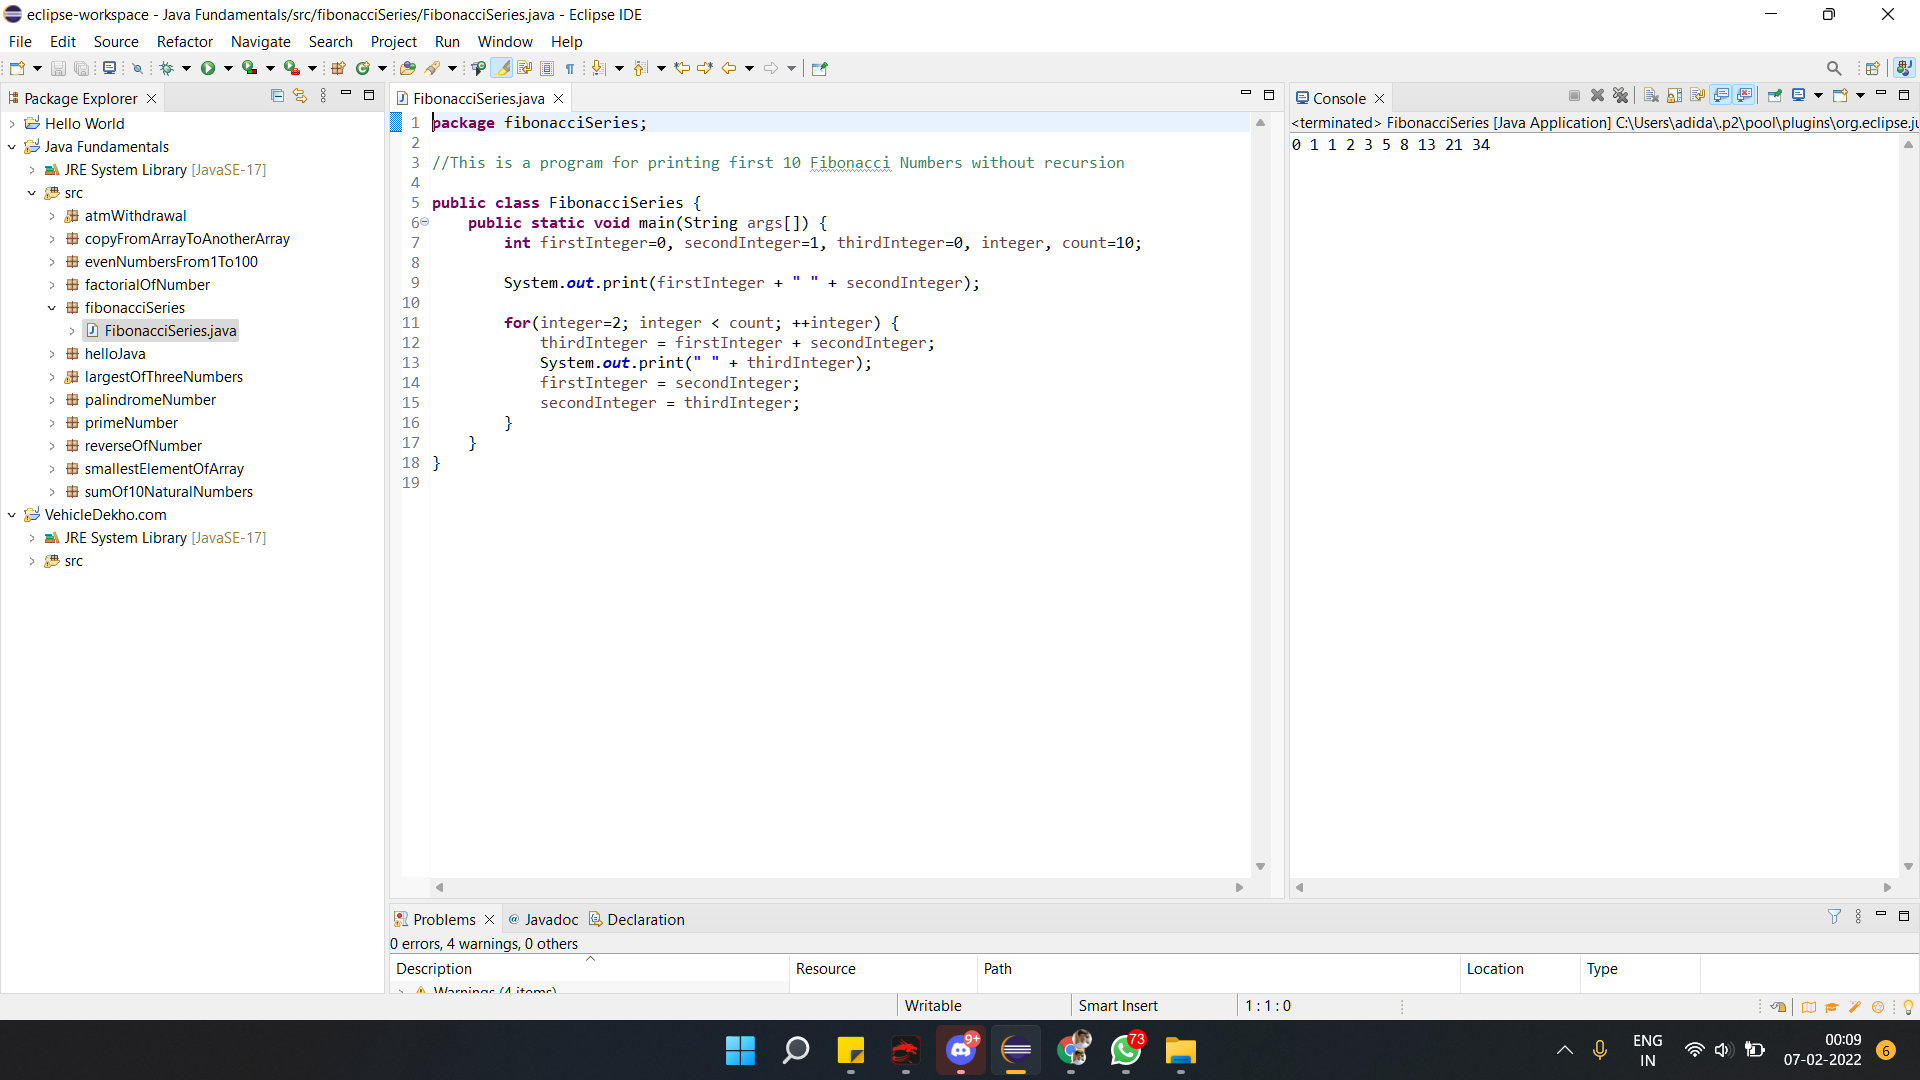 eclipse-workspace - Java Fundamentals/src/fibonacciSeries/FibonacciSeries.java - Eclipse IDE
File Edit Source Refactor Navigate Search Project Run Window Help
Package Explorer
Hello World
Java Fundamentals
JRE System Library [JavaSE-17]
src
atmWithdrawal
copyFromArrayToAnotherArray
evenNumbersFrom1To100
factorialOfNumber
fibonacciSeries
FibonacciSeries.java
helloJava
largestOfThreeNumbers
palindromeNumber
primeNumber
reverseOfNumber
smallestElementOfArray
sumOf10NaturalNumbers
VehicleDekho.com
JRE System Library [JavaSE-17]
src
FibonacciSeries.java
1 package fibonacciSeries;
2
3 //This is a program for printing first 10 Fibonacci Numbers without recursion
4
5 public class FibonacciSeries {
6 public static void main(String args[]) {
7 int firstInteger=0, secondInteger=1, thirdInteger=0, integer, count=10;
8
9 System.out.print(firstInteger + " " + secondInteger);
10
11 for(integer=2; integer < count; ++integer) {
12 thirdInteger = firstInteger + secondInteger;
13 System.out.print(" " + thirdInteger);
14 firstInteger = secondInteger;
15 secondInteger = thirdInteger;
16 }
17 }
18 }
19
Console
<terminated> FibonacciSeries [Java Application] C:\Users\adida\.p2\pool\plugins\org.eclipse.ju
0 1 1 2 3 5 8 13 21 34
Problems @ Javadoc Declaration
0 errors, 4 warnings, 0 others
Description Resource Path Location Type
Warnings (4 items)
Writable Smart Insert 1 : 1 : 0
9+ 73
ENG
IN
00:09
07-02-2022
6